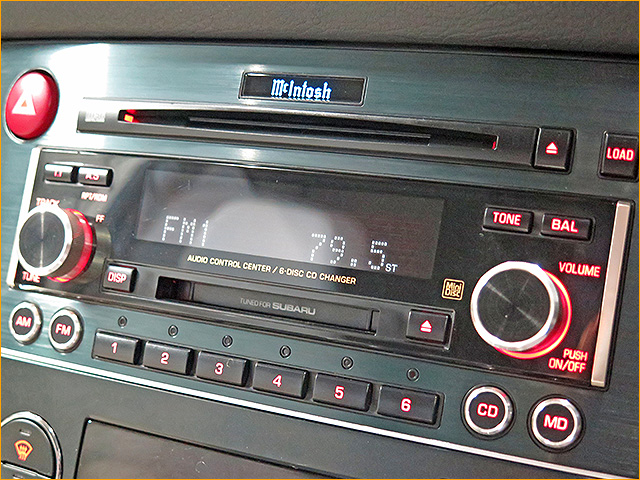 McIntosh
LOAD
A.S
RPT/RDM
TRACK
FF
TUNE
FM1 79.5 ST
AUDIO CONTROL CENTER / 6-DISC CD CHANGER
TONE
BAL
VOLUME
PUSH
ON/OFF
DISP
TUNED FOR SUBARU
Mini
Disc
AM
FM
1
2
3
4
5
6
CD
MD